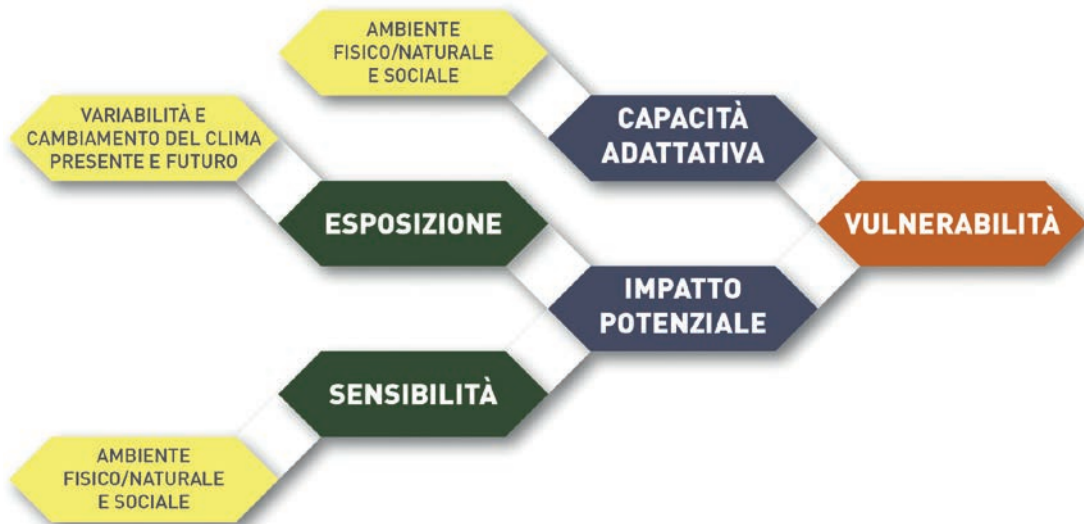 AMBIENTE
FISICO/NATURALE
E SOCIALE
VARIABILITÀ E
CAMBIAMENTO DEL CLIMA
PRESENTE E FUTURO
CAPACITÀ
ADATTATIVA
ESPOSIZIONE
VULNERABILITÀ
IMPATTO
POTENZIALE
SENSIBILITÀ
AMBIENTE
FISICO/NATURALE
E SOCIALE